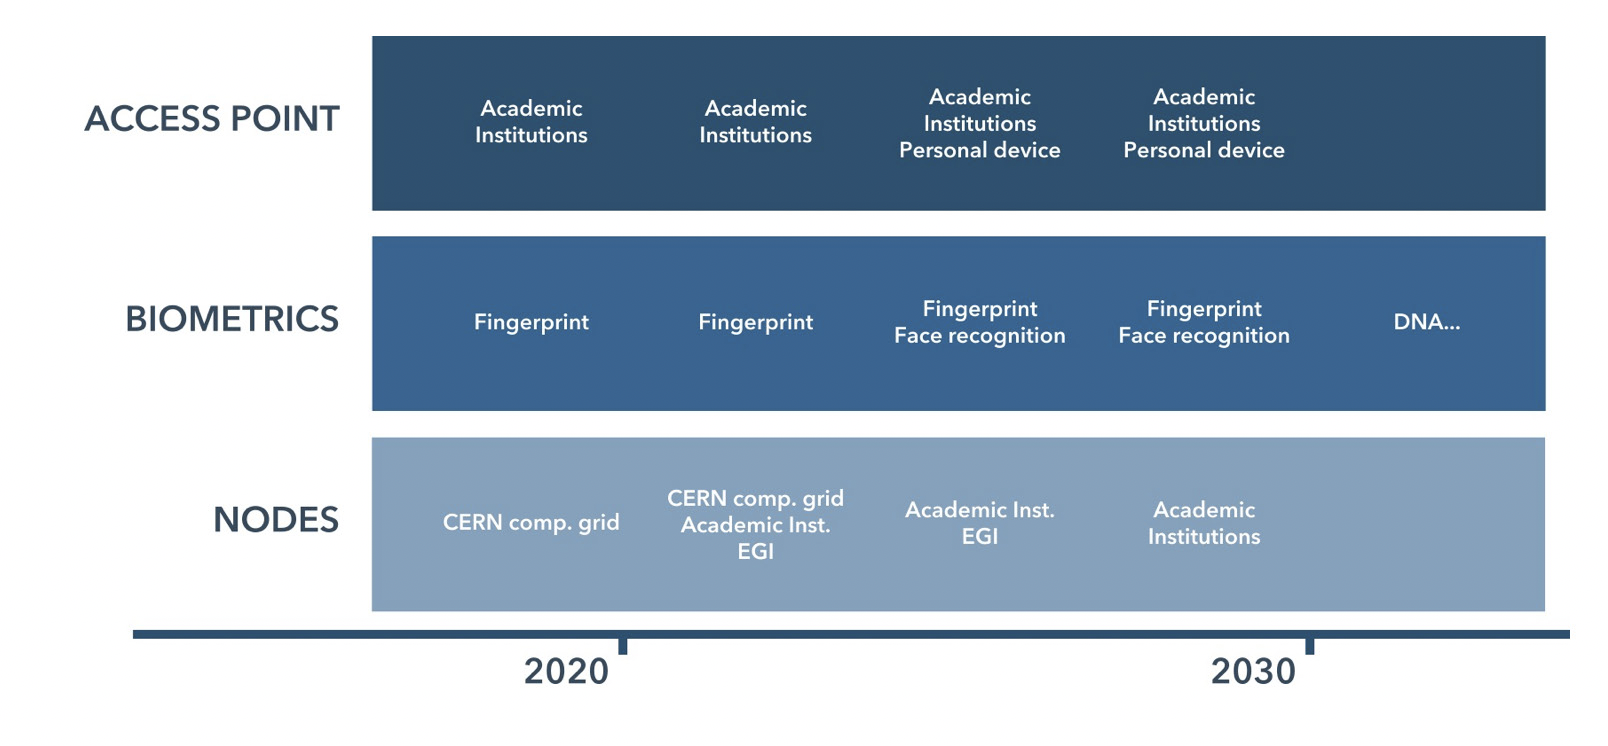 ACCESS POINT
Academic
Institutions
Academic
Institutions
Academic
Institutions
Personal device
Academic
Institutions
Personal device
BIOMETRICS
Fingerprint
Fingerprint
Fingerprint
Face recognition
Fingerprint
Face recognition
DNA...
NODES
CERN comp. grid
CERN comp. grid
Academic Inst.
EGI
Academic Inst.
EGI
Academic
Institutions
2020
2030